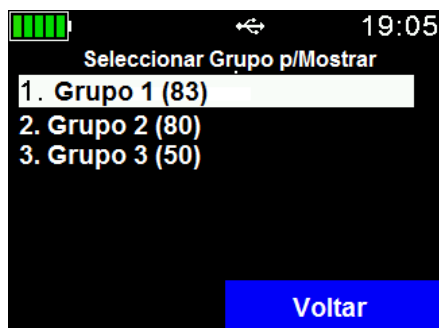 19:05
Seleccionar Grupo p/Mostrar
1. Grupo 1 (83)
2. Grupo 2 (80)
3. Grupo 3 (50)
Voltar